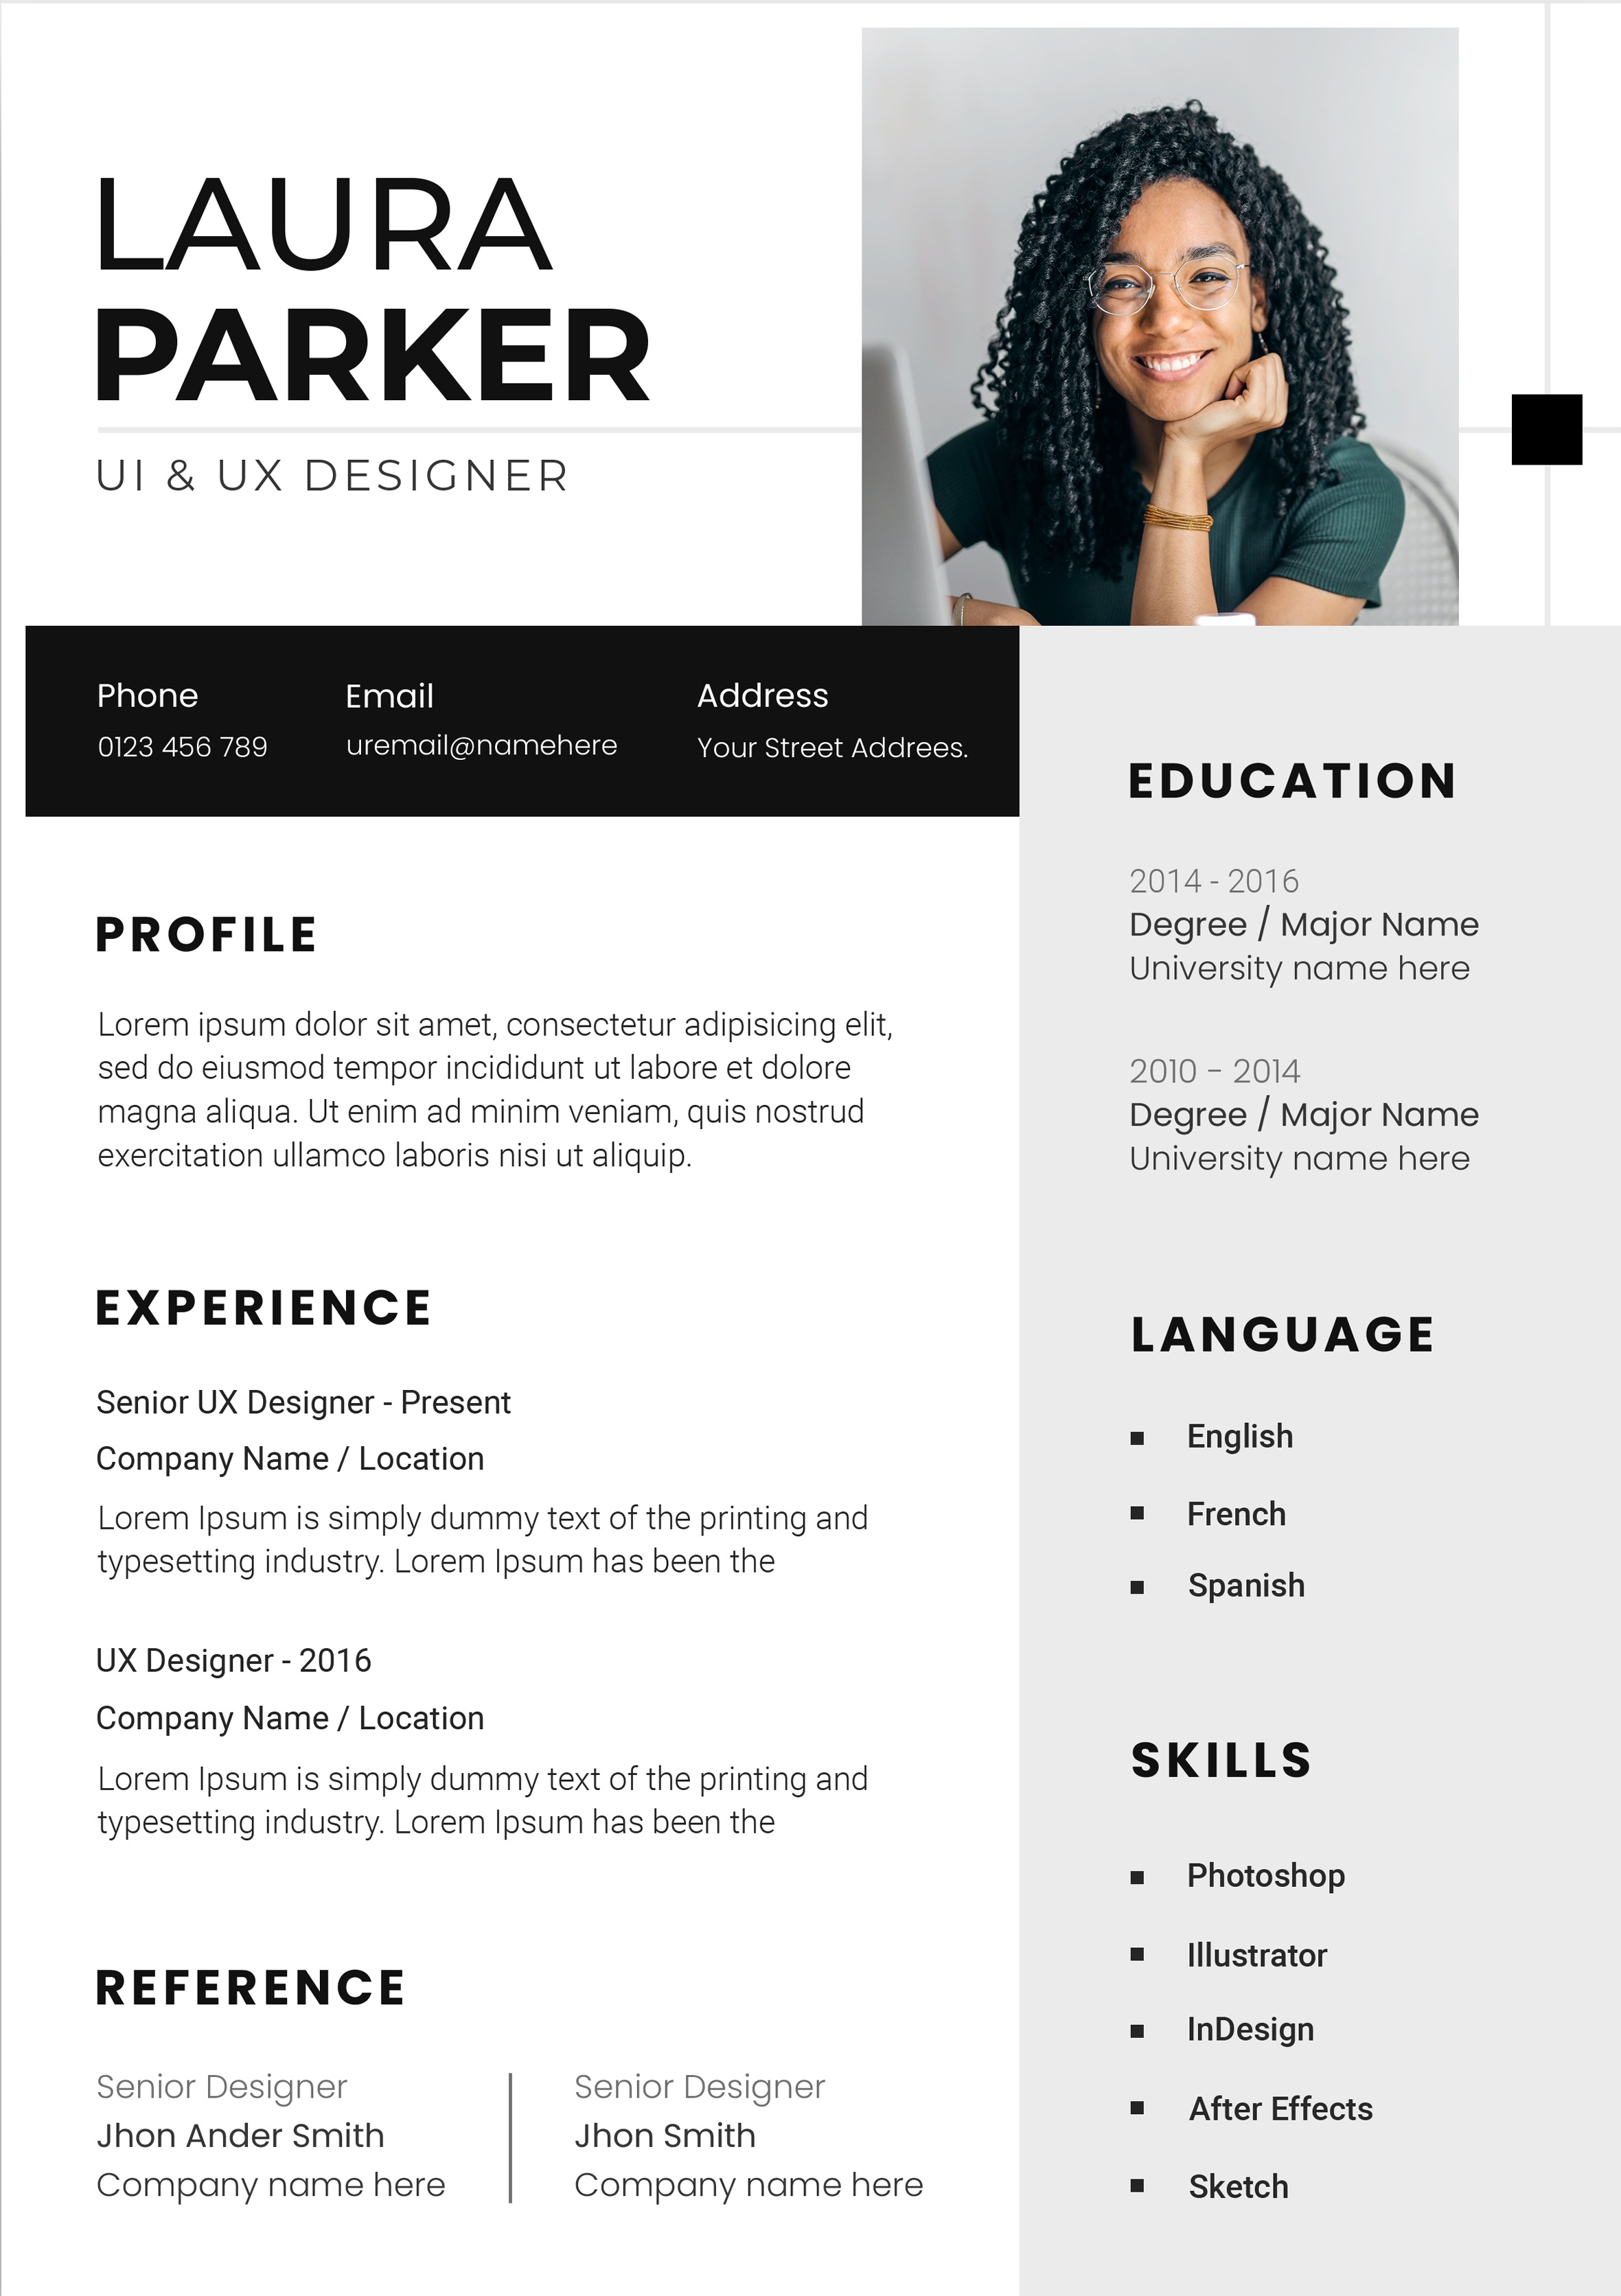 LAURA
PARKER
UI & UX DESIGNER
Phone
0123 456 789
Email
uremail@namehere
Address
Your Street Addrees.
PROFILE
Lorem ipsum dolor sit amet, consectetur adipisicing elit,
sed do eiusmod tempor incididunt ut labore et dolore
magna aliqua. Ut enim ad minim veniam, quis nostrud
exercitation ullamco laboris nisi ut aliquip.
EXPERIENCE
Senior UX Designer - Present
Company Name / Location
Lorem Ipsum is simply dummy text of the printing and
typesetting industry. Lorem Ipsum has been the
UX Designer - 2016
Company Name / Location
Lorem Ipsum is simply dummy text of the printing and
typesetting industry. Lorem Ipsum has been the
REFERENCE
Senior Designer
Jhon Ander Smith
Company name here
Senior Designer
Jhon Smith
Company name here
EDUCATION
2014 - 2016
Degree / Major Name
University name here
2010 - 2014
Degree / Major Name
University name here
LANGUAGE
English
French
Spanish
SKILLS
Photoshop
Illustrator
InDesign
After Effects
Sketch